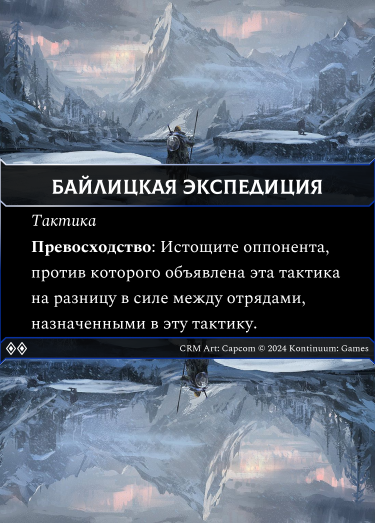 БАЙЛИЦКАЯ ЭКСПЕДИЦИЯ
Тактика
Превосходство: Истощите оппонента,
против которого объявлена эта тактика
на разницу в силе между отрядами,
назначенными в эту тактику.
CRM Art: Capcom © 2024 Kontinuum: Games